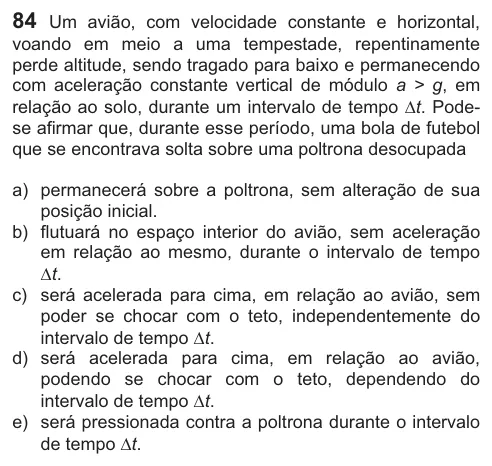 84 Um avião, com velocidade constante e horizontal,
voando em meio a uma tempestade, repentinamente
perde altitude, sendo tragado para baixo e permanecendo
com aceleração constante vertical de módulo a > g, em
relação ao solo, durante um intervalo de tempo Δt. Pode-
se afirmar que, durante esse período, uma bola de futebol
que se encontrava solta sobre uma poltrona desocupada
a) permanecerá sobre a poltrona, sem alteração de sua
posição inicial.
b) flutuará no espaço interior do avião, sem aceleração
em relação ao mesmo, durante o intervalo de tempo
Δt.
c) será acelerada para cima, em relação ao avião, sem
poder se chocar com o teto, independentemente do
intervalo de tempo Δt.
d) será acelerada para cima, em relação ao avião,
podendo se chocar com o teto, dependendo do
intervalo de tempo Δt.
e) será pressionada contra a poltrona durante o intervalo
de tempo Δt.